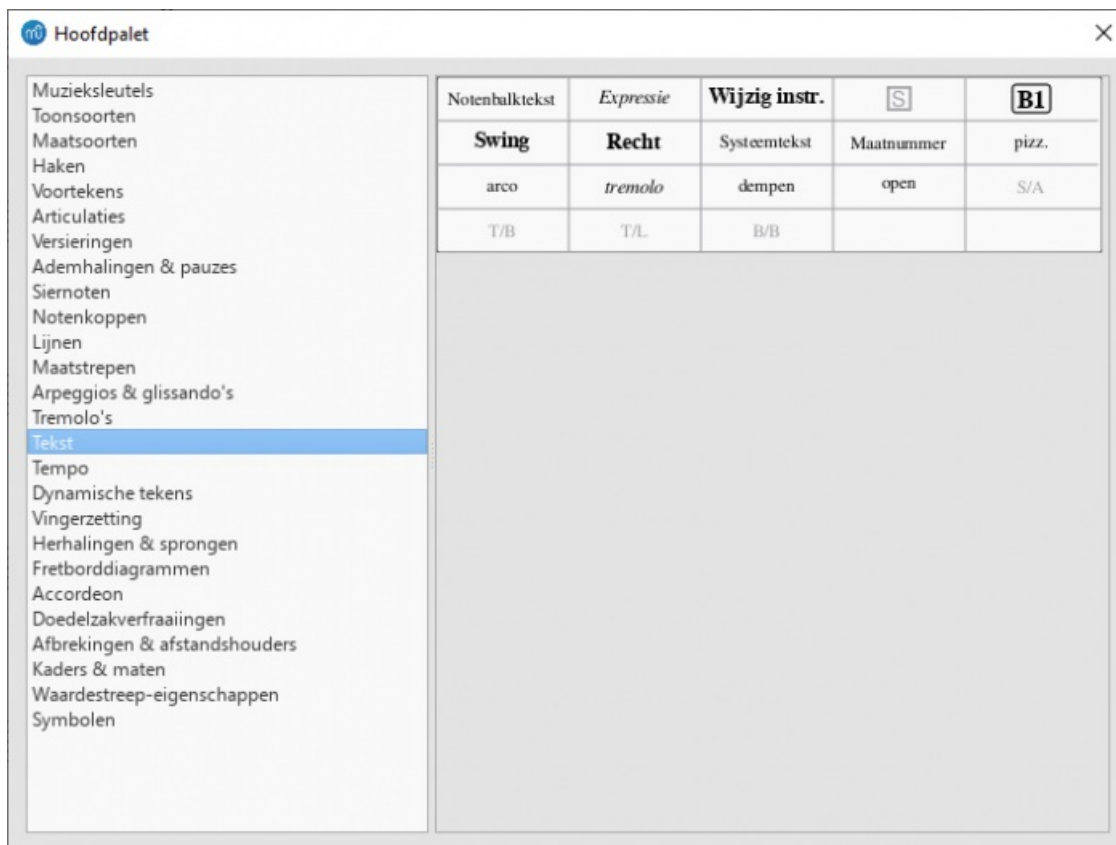 Hoofdpalet
Muzieksleutels
Toonsoorten
Maatsoorten
Haken
Voortekens
Articulaties
Versieringen
Ademhalingen & pauzes
Siernoten
Notenkoppen
Lijnen
Maatstrepen
Arpeggios & glissando's
Tremolo's
Tekst
Tempo
Dynamische tekens
Vingerzetting
Herhalingen & sprongen
Fretborddiagrammen
Accordeon
Doedelzakverfraaiingen
Afbrekingen & afstandshouders
Kaders & maten
Waardestreep-eigenschappen
Symbolen
Notenbalktekst Expressie Wijzig instr. S B1
Swing Recht Systeemtekst Maatnummer pizz.
arco tremolo dempen open S/A
T/B T/L B/B